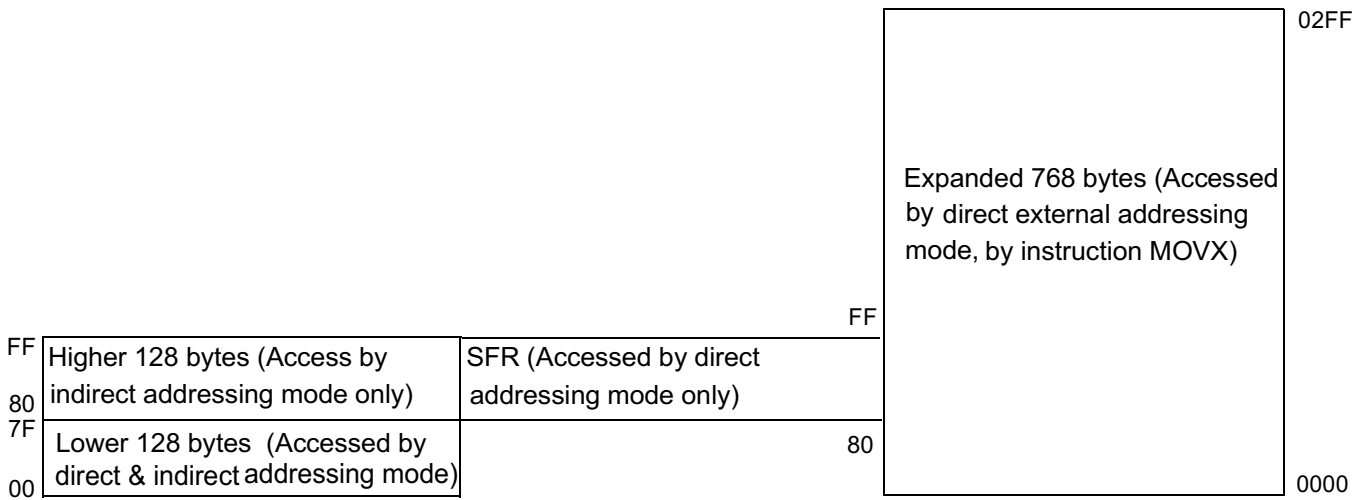 02FF
Expanded 768 bytes (Accessed
by direct external addressing
mode, by instruction MOVX)
FF
FF
Higher 128 bytes (Access by
indirect addressing mode only)
SFR (Accessed by direct
addressing mode only)
80
7F
Lower 128 bytes (Accessed by
direct & indirect addressing mode)
80
00
0000